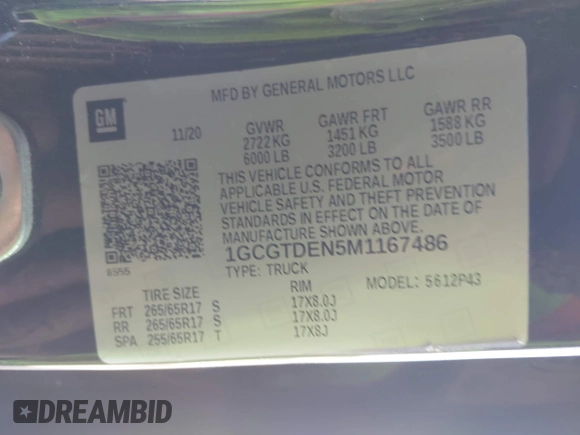 MFD BY GENERAL MOTORS LLC
GM
11/20 GVWR GAWR FRT GAWR RR
2722 KG 1451 KG 1588 KG
6000 LB 3200 LB 3500 LB
THIS VEHICLE CONFORMS TO ALL
APPLICABLE U.S. FEDERAL MOTOR
VEHICLE SAFETY AND THEFT PREVENTION
STANDARDS IN EFFECT ON THE DATE OF
MANUFACTURE SHOWN ABOVE.
1GCGTDEN5M1167486
TYPE: TRUCK MODEL: 5612P43
TIRE SIZE RIM
FRT 265/65R17 S 17X8.0J
RR 265/65R17 S 17X8.0J
SPA 255/65R17 T 17X8J
DREAMBID